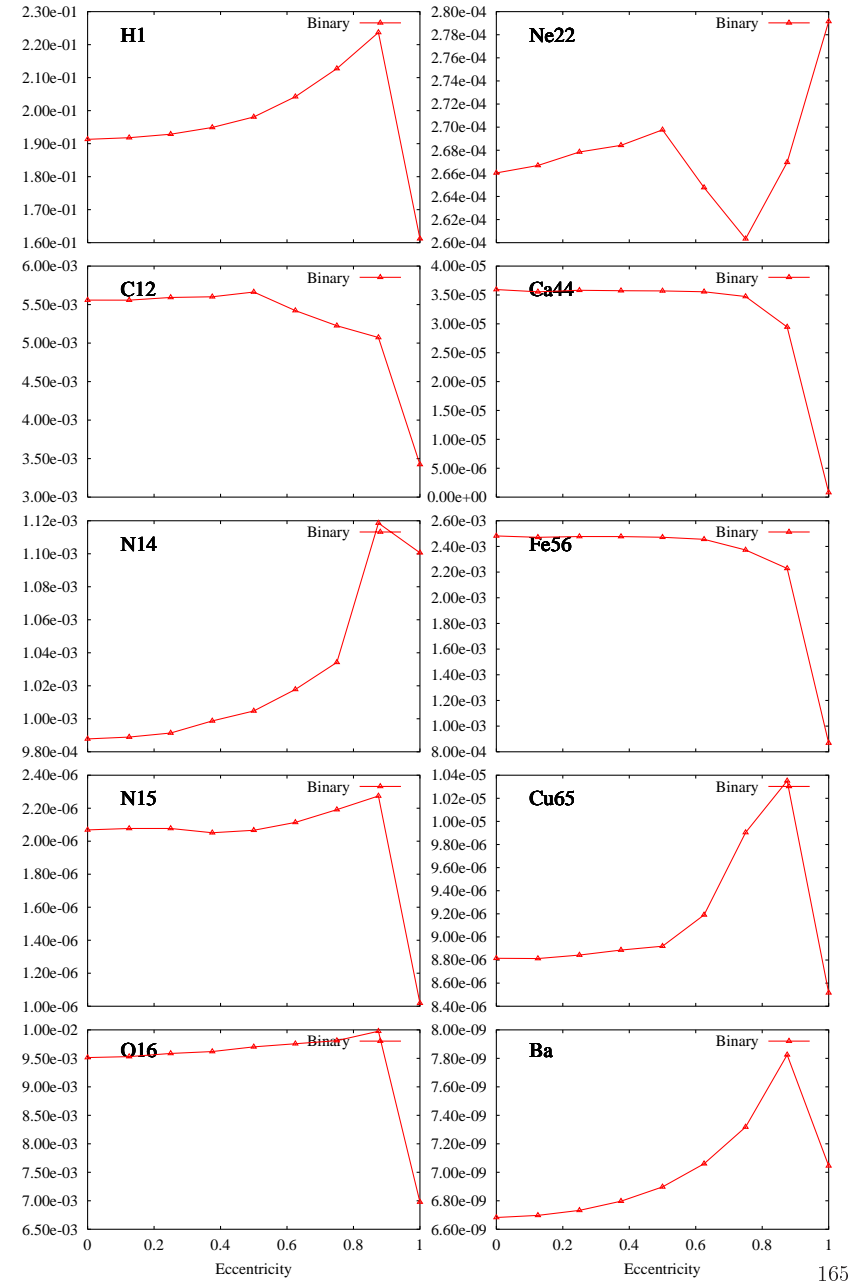 H1
Binary
2.30e-01
2.20e-01
2.10e-01
2.00e-01
1.90e-01
1.80e-01
1.70e-01
1.60e-01
Ne22
Binary
2.80e-04
2.78e-04
2.76e-04
2.74e-04
2.72e-04
2.70e-04
2.68e-04
2.66e-04
2.64e-04
2.62e-04
2.60e-04
C12
Binary
6.00e-03
5.50e-03
5.00e-03
4.50e-03
4.00e-03
3.50e-03
3.00e-03
Ca44
Binary
4.00e-05
3.50e-05
3.00e-05
2.50e-05
2.00e-05
1.50e-05
1.00e-05
5.00e-06
0.00e+00
N14
Binary
1.12e-03
1.10e-03
1.08e-03
1.06e-03
1.04e-03
1.02e-03
1.00e-03
9.80e-04
Fe56
Binary
2.60e-03
2.40e-03
2.20e-03
2.00e-03
1.80e-03
1.60e-03
1.40e-03
1.20e-03
1.00e-03
8.00e-04
N15
Binary
2.40e-06
2.20e-06
2.00e-06
1.80e-06
1.60e-06
1.40e-06
1.20e-06
1.00e-06
Cu65
Binary
1.04e-05
1.02e-05
1.00e-05
9.80e-06
9.60e-06
9.40e-06
9.20e-06
9.00e-06
8.80e-06
8.60e-06
8.40e-06
O16
Binary
1.00e-02
9.50e-03
9.00e-03
8.50e-03
8.00e-03
7.50e-03
7.00e-03
6.50e-03
0 0.2 0.4 0.6 0.8 1
Eccentricity
Ba
Binary
8.00e-09
7.80e-09
7.60e-09
7.40e-09
7.20e-09
7.00e-09
6.80e-09
6.60e-09
0 0.2 0.4 0.6 0.8 1
Eccentricity
165